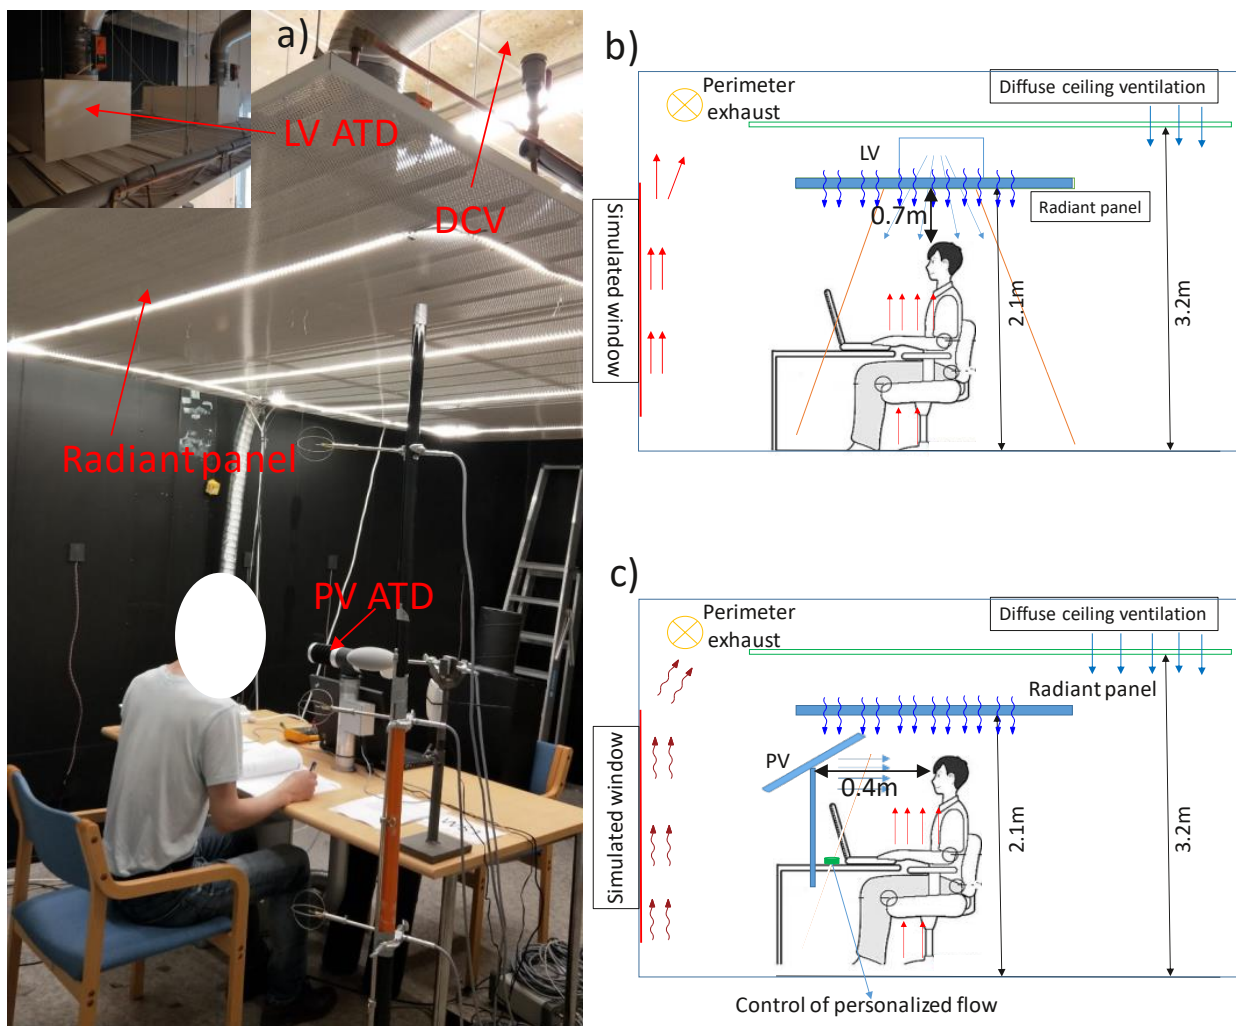 a)
LV ATD
DCV
Radiant panel
PV ATD
b)
Perimeter
exhaust
Diffuse ceiling ventilation
LV
0.7m
Radiant panel
Simulated window
2.1m
3.2m
c)
Perimeter
exhaust
Diffuse ceiling ventilation
Radiant panel
PV
0.4m
Simulated window
2.1m
3.2m
Control of personalized flow